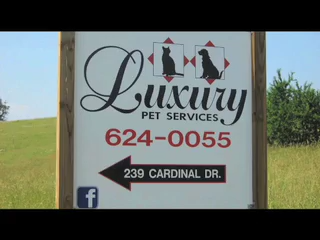 Luxury
PET SERVICES
624-0055
239 CARDINAL DR.
f